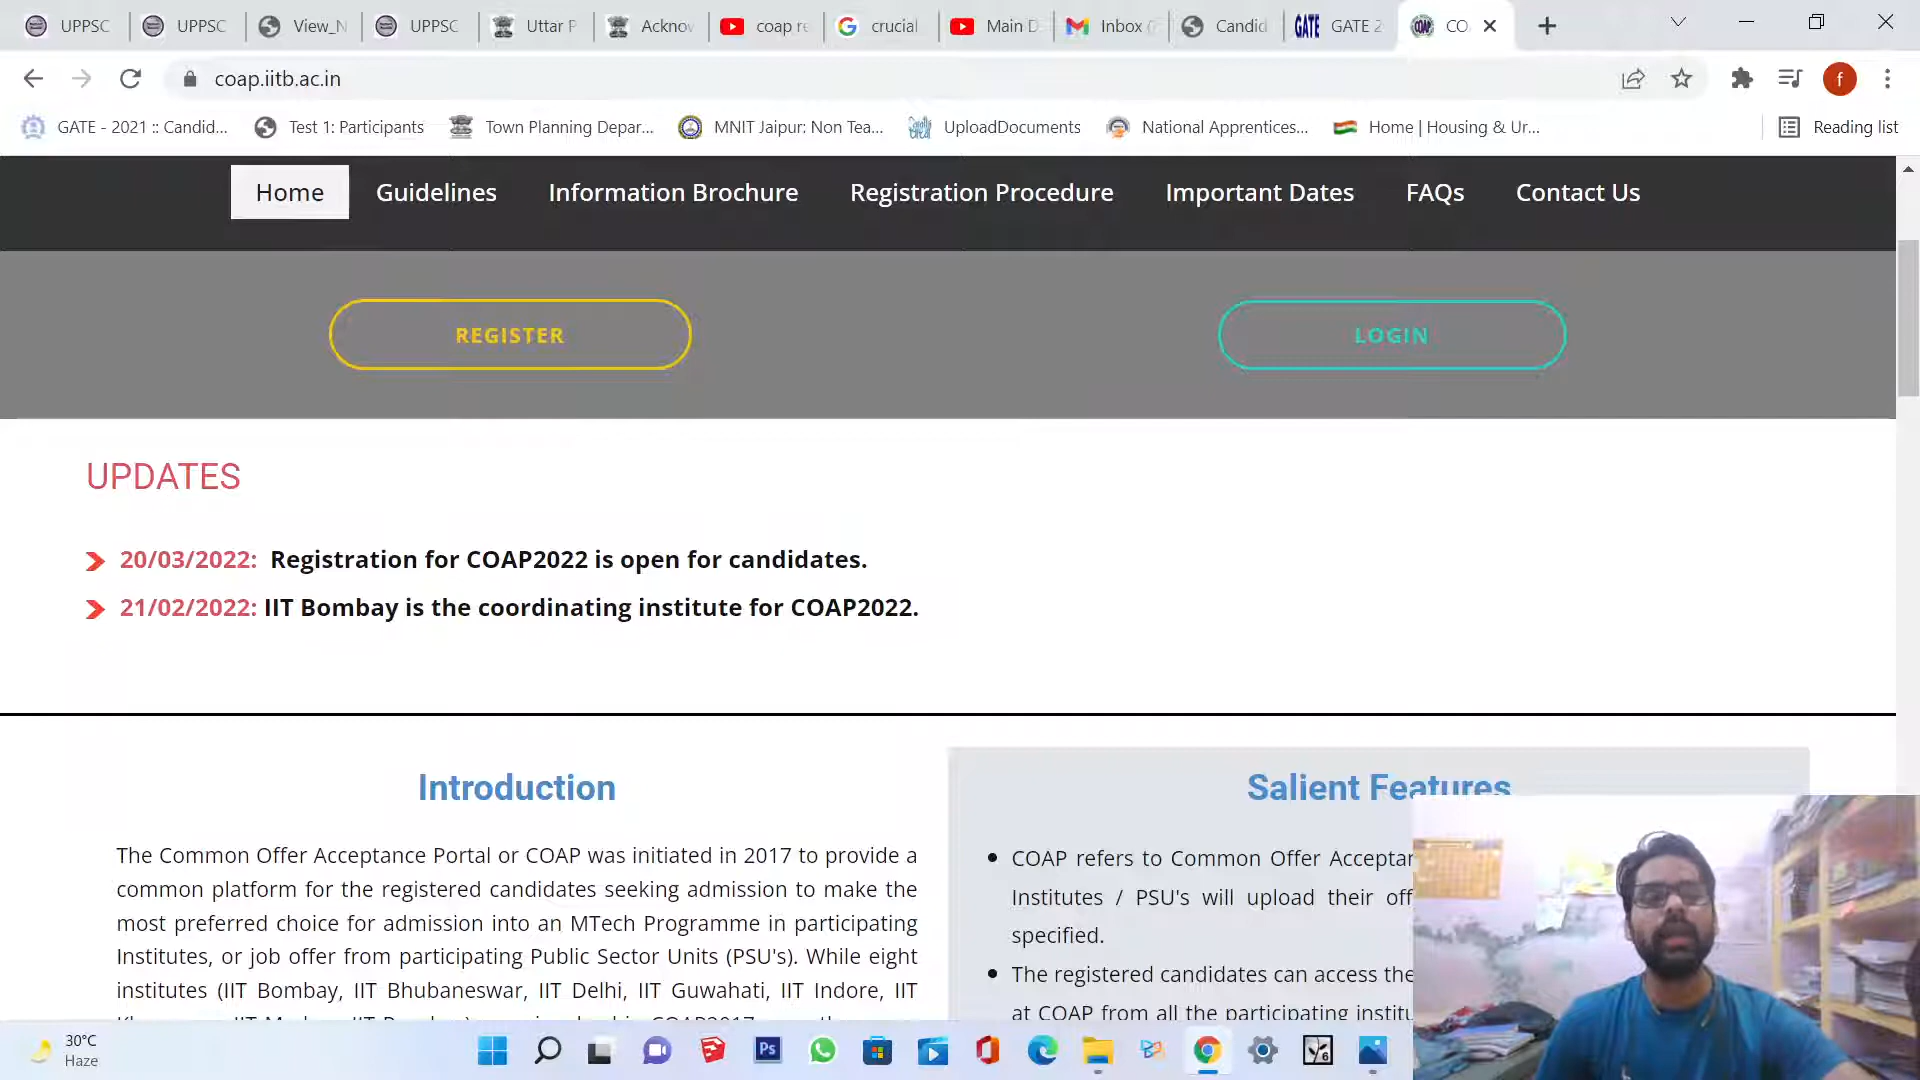 UPPSC UPPSC View_N UPPSC Uttar P Acknov coap re crucial Main D Inbox ( Candid GATE GATE 2 CO
coap.iitb.ac.in f
GATE - 2021 :: Candid... Test 1: Participants Town Planning Depar... MNIT Jaipur: Non Tea... UploadDocuments National Apprentices... Home | Housing & Ur... Reading list
Home Guidelines Information Brochure Registration Procedure Important Dates FAQs Contact Us
REGISTER LOGIN
UPDATES
20/03/2022: Registration for COAP2022 is open for candidates.
21/02/2022: IIT Bombay is the coordinating institute for COAP2022.
Introduction
The Common Offer Acceptance Portal or COAP was initiated in 2017 to provide a
common platform for the registered candidates seeking admission to make the
most preferred choice for admission into an MTech Programme in participating
Institutes, or job offer from participating Public Sector Units (PSU's). While eight
institutes (IIT Bombay, IIT Bhubaneswar, IIT Delhi, IIT Guwahati, IIT Indore, IIT
Salient Features
COAP refers to Common Offer Acceptan
Institutes / PSU's will upload their off
specified.
The registered candidates can access the
at COAP from all the participating institu
30°C
Haze
Ps